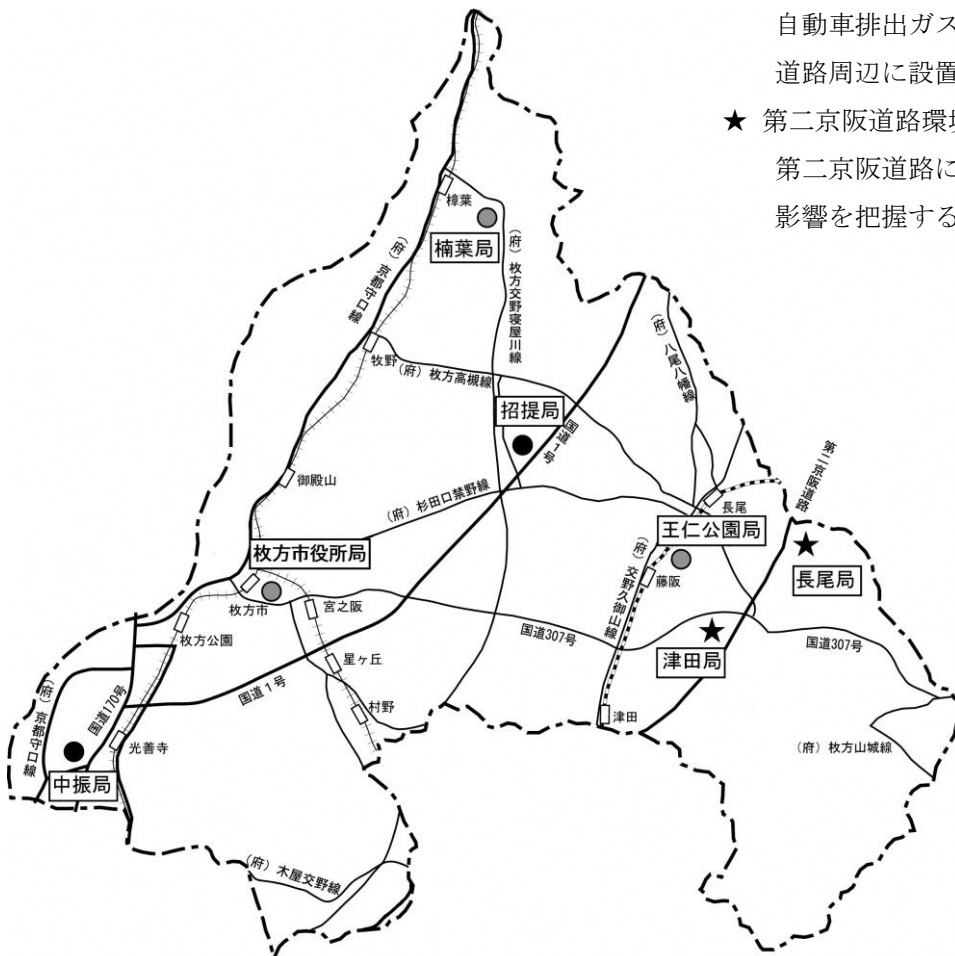 自動車排出ガス
道路周辺に設置
★ 第二京阪道路環境
第二京阪道路に
影響を把握する
樟葉
楠葉局
(府)京都守口線
(府)枚方交野寝屋川線
(府)八尾八幡線
牧野
(府)枚方高槻線
招提局
国道1号
第二京阪道路
御殿山
(府)杉田口禁野線
長尾
王仁公園局
枚方市役所局
藤阪
長尾局
(府)交野久御山線
枚方市
宮之阪
国道307号
津田局
国道307号
枚方公園
星ヶ丘
国道1号
村野
津田
国道170号
(府)京都守口線
光善寺
(府)枚方山城線
中振局
(府)木屋交野線